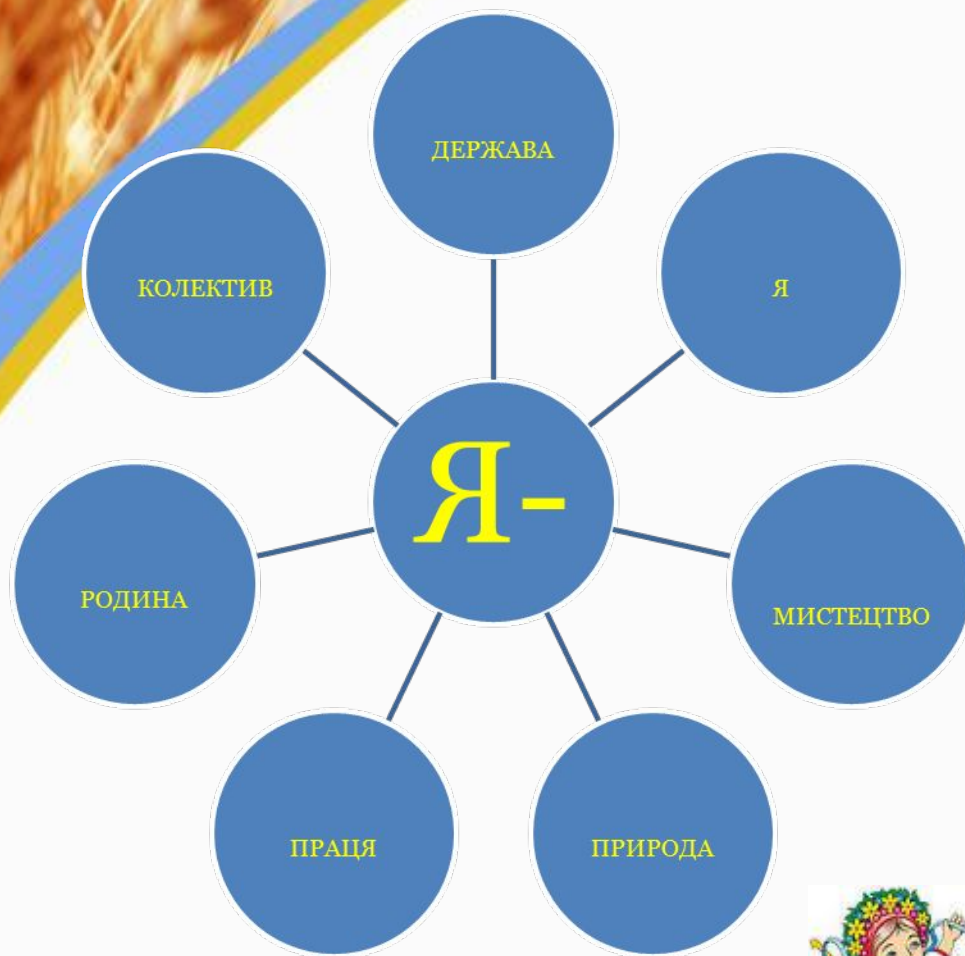 ДЕРЖАВА
КОЛЕКТИВ
Я
Я-
РОДИНА
МИСТЕЦТВО
ПРАЦЯ
ПРИРОДА